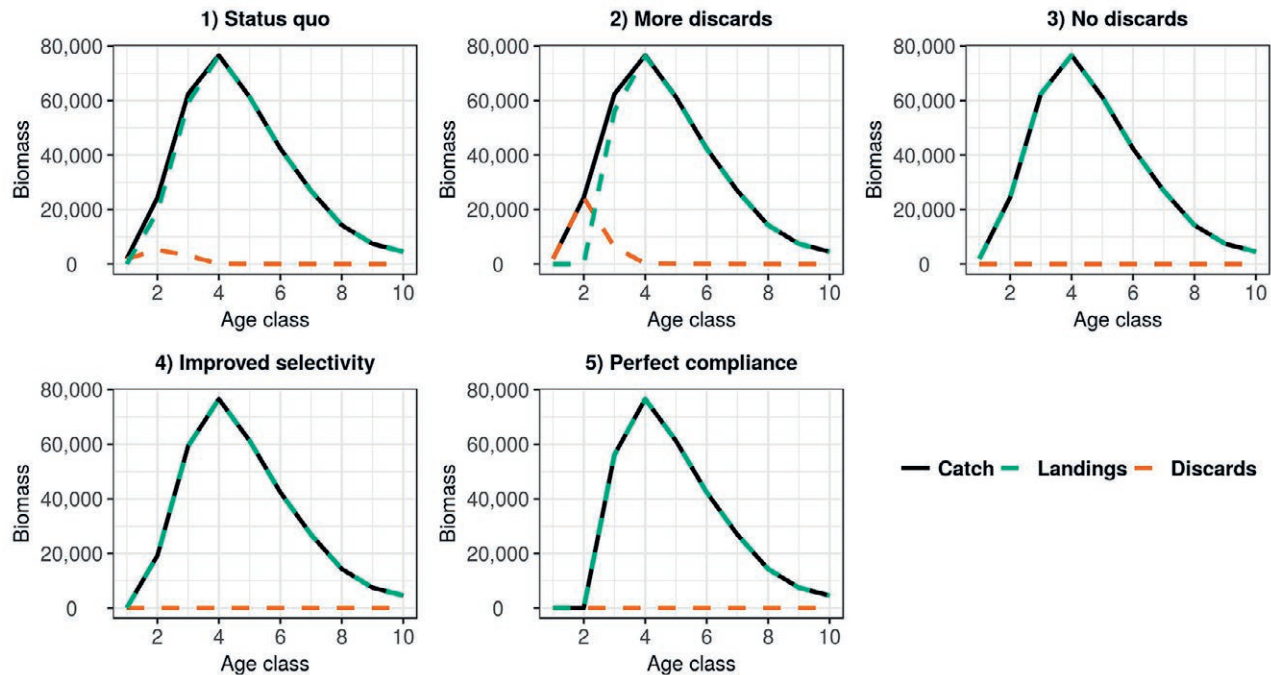 1) Status quo
80,000
60,000
40,000
20,000
0
Biomass
2 4 6 8 10
Age class
2) More discards
80,000
60,000
40,000
20,000
0
Biomass
2 4 6 8 10
Age class
3) No discards
80,000
60,000
40,000
20,000
0
Biomass
2 4 6 8 10
Age class
4) Improved selectivity
80,000
60,000
40,000
20,000
0
Biomass
2 4 6 8 10
Age class
5) Perfect compliance
80,000
60,000
40,000
20,000
0
Biomass
2 4 6 8 10
Age class
Catch Landings Discards